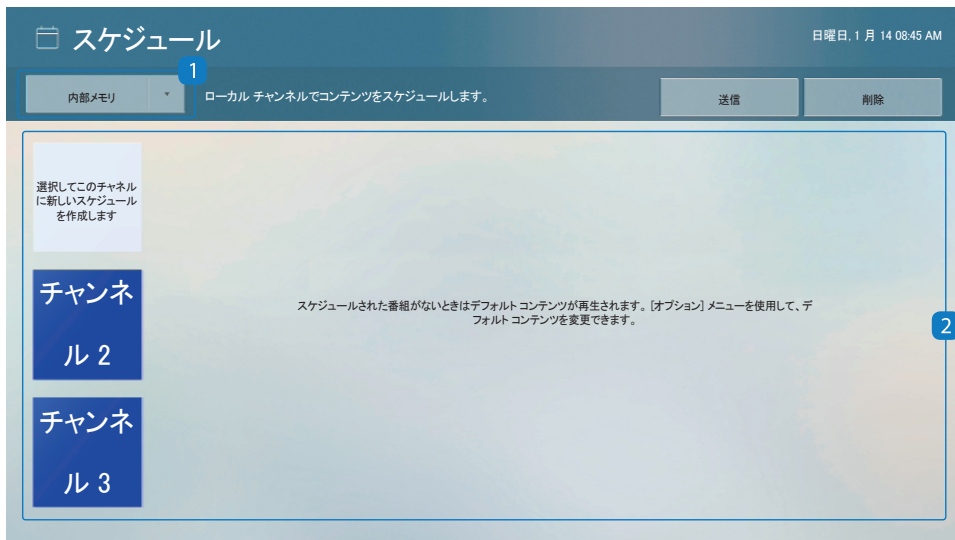 スケジュール
日曜日, 1 月 14 08:45 AM
1
内部メモリ
ローカル チャンネルでコンテンツをスケジュールします。
送信
削除
選択してこのチャネル
に新しいスケジュール
を作成します
チャンネ
ル 2
チャンネ
ル 3
スケジュールされた番組がないときはデフォルト コンテンツが再生されます。[オプション] メニューを使用して、デ
フォルト コンテンツを変更できます。
2